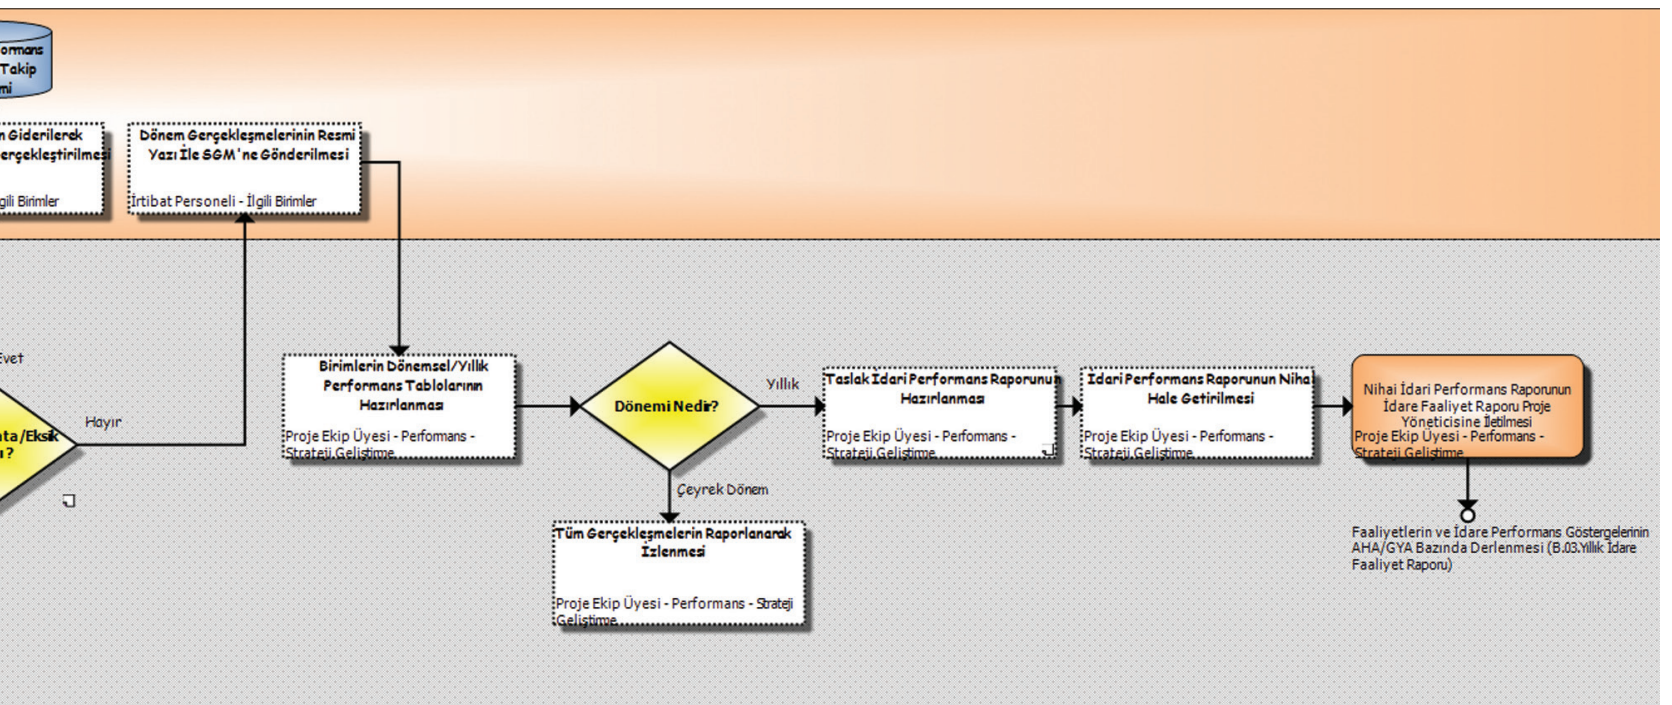 Takip
Giderilerek
Birimler
Dönem Gerçekleşmelerinin Resmi
Yazı İle SGM'ne Gönderilmesi
İrtibat Personeli - İlgili Birimler
Evet
Hayır
Birimlerin Dönemsel/Yıllık
Performans Tablolarının
Hazırlanması
Proje Ekip Üyesi - Performans -
Strateji Geliştirme
Dönemi Nedir?
Yıllık
Çeyrek Dönem
Tüm Gerçekleşmelerin Raporlanarak
İzlenmesi
Proje Ekip Üyesi - Performans - Strateji
Geliştirme
Taslak İdari Performans Raporunun
Hazırlanması
Proje Ekip Üyesi - Performans -
Strateji Geliştirme
İdari Performans Raporunun Nihai
Hale Getirilmesi
Proje Ekip Üyesi - Performans -
Strateji Geliştirme
Nihai İdari Performans Raporunun
İdare Faaliyet Raporu Proje
Yöneticisine İletilmesi
Proje Ekip Üyesi - Performans -
Strateji Geliştirme
Faaliyetlerin ve İdare Performans Göstergelerinin
AHA/GYA Bazında Derlenmesi (B.03.Yıllık İdare
Faaliyet Raporu)